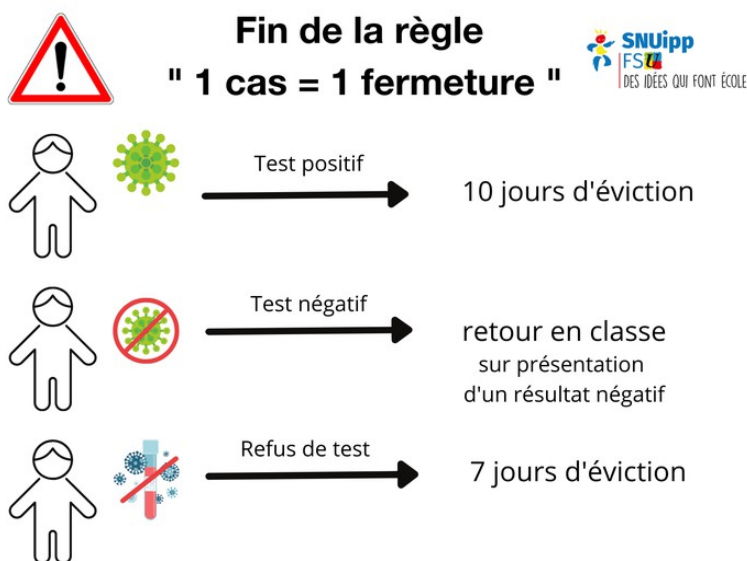 Fin de la règle
" 1 cas = 1 fermeture "
SNUipp
FSU
DES IDÉES QUI FONT ÉCOLE
Test positif
10 jours d'éviction
Test négatif
retour en classe
sur présentation
d'un résultat négatif
Refus de test
7 jours d'éviction